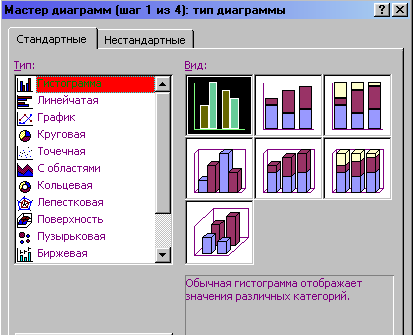 Мастер диаграмм (шаг 1 из 4): тип диаграммы
Стандартные
Нестандартные
Тип:
Вид:
Линейчатая
График
Круговая
Точечная
С областями
Кольцевая
Лепестковая
Поверхность
Пузырьковая
Биржевая
Обычная гистограмма отображает
значения различных категорий.